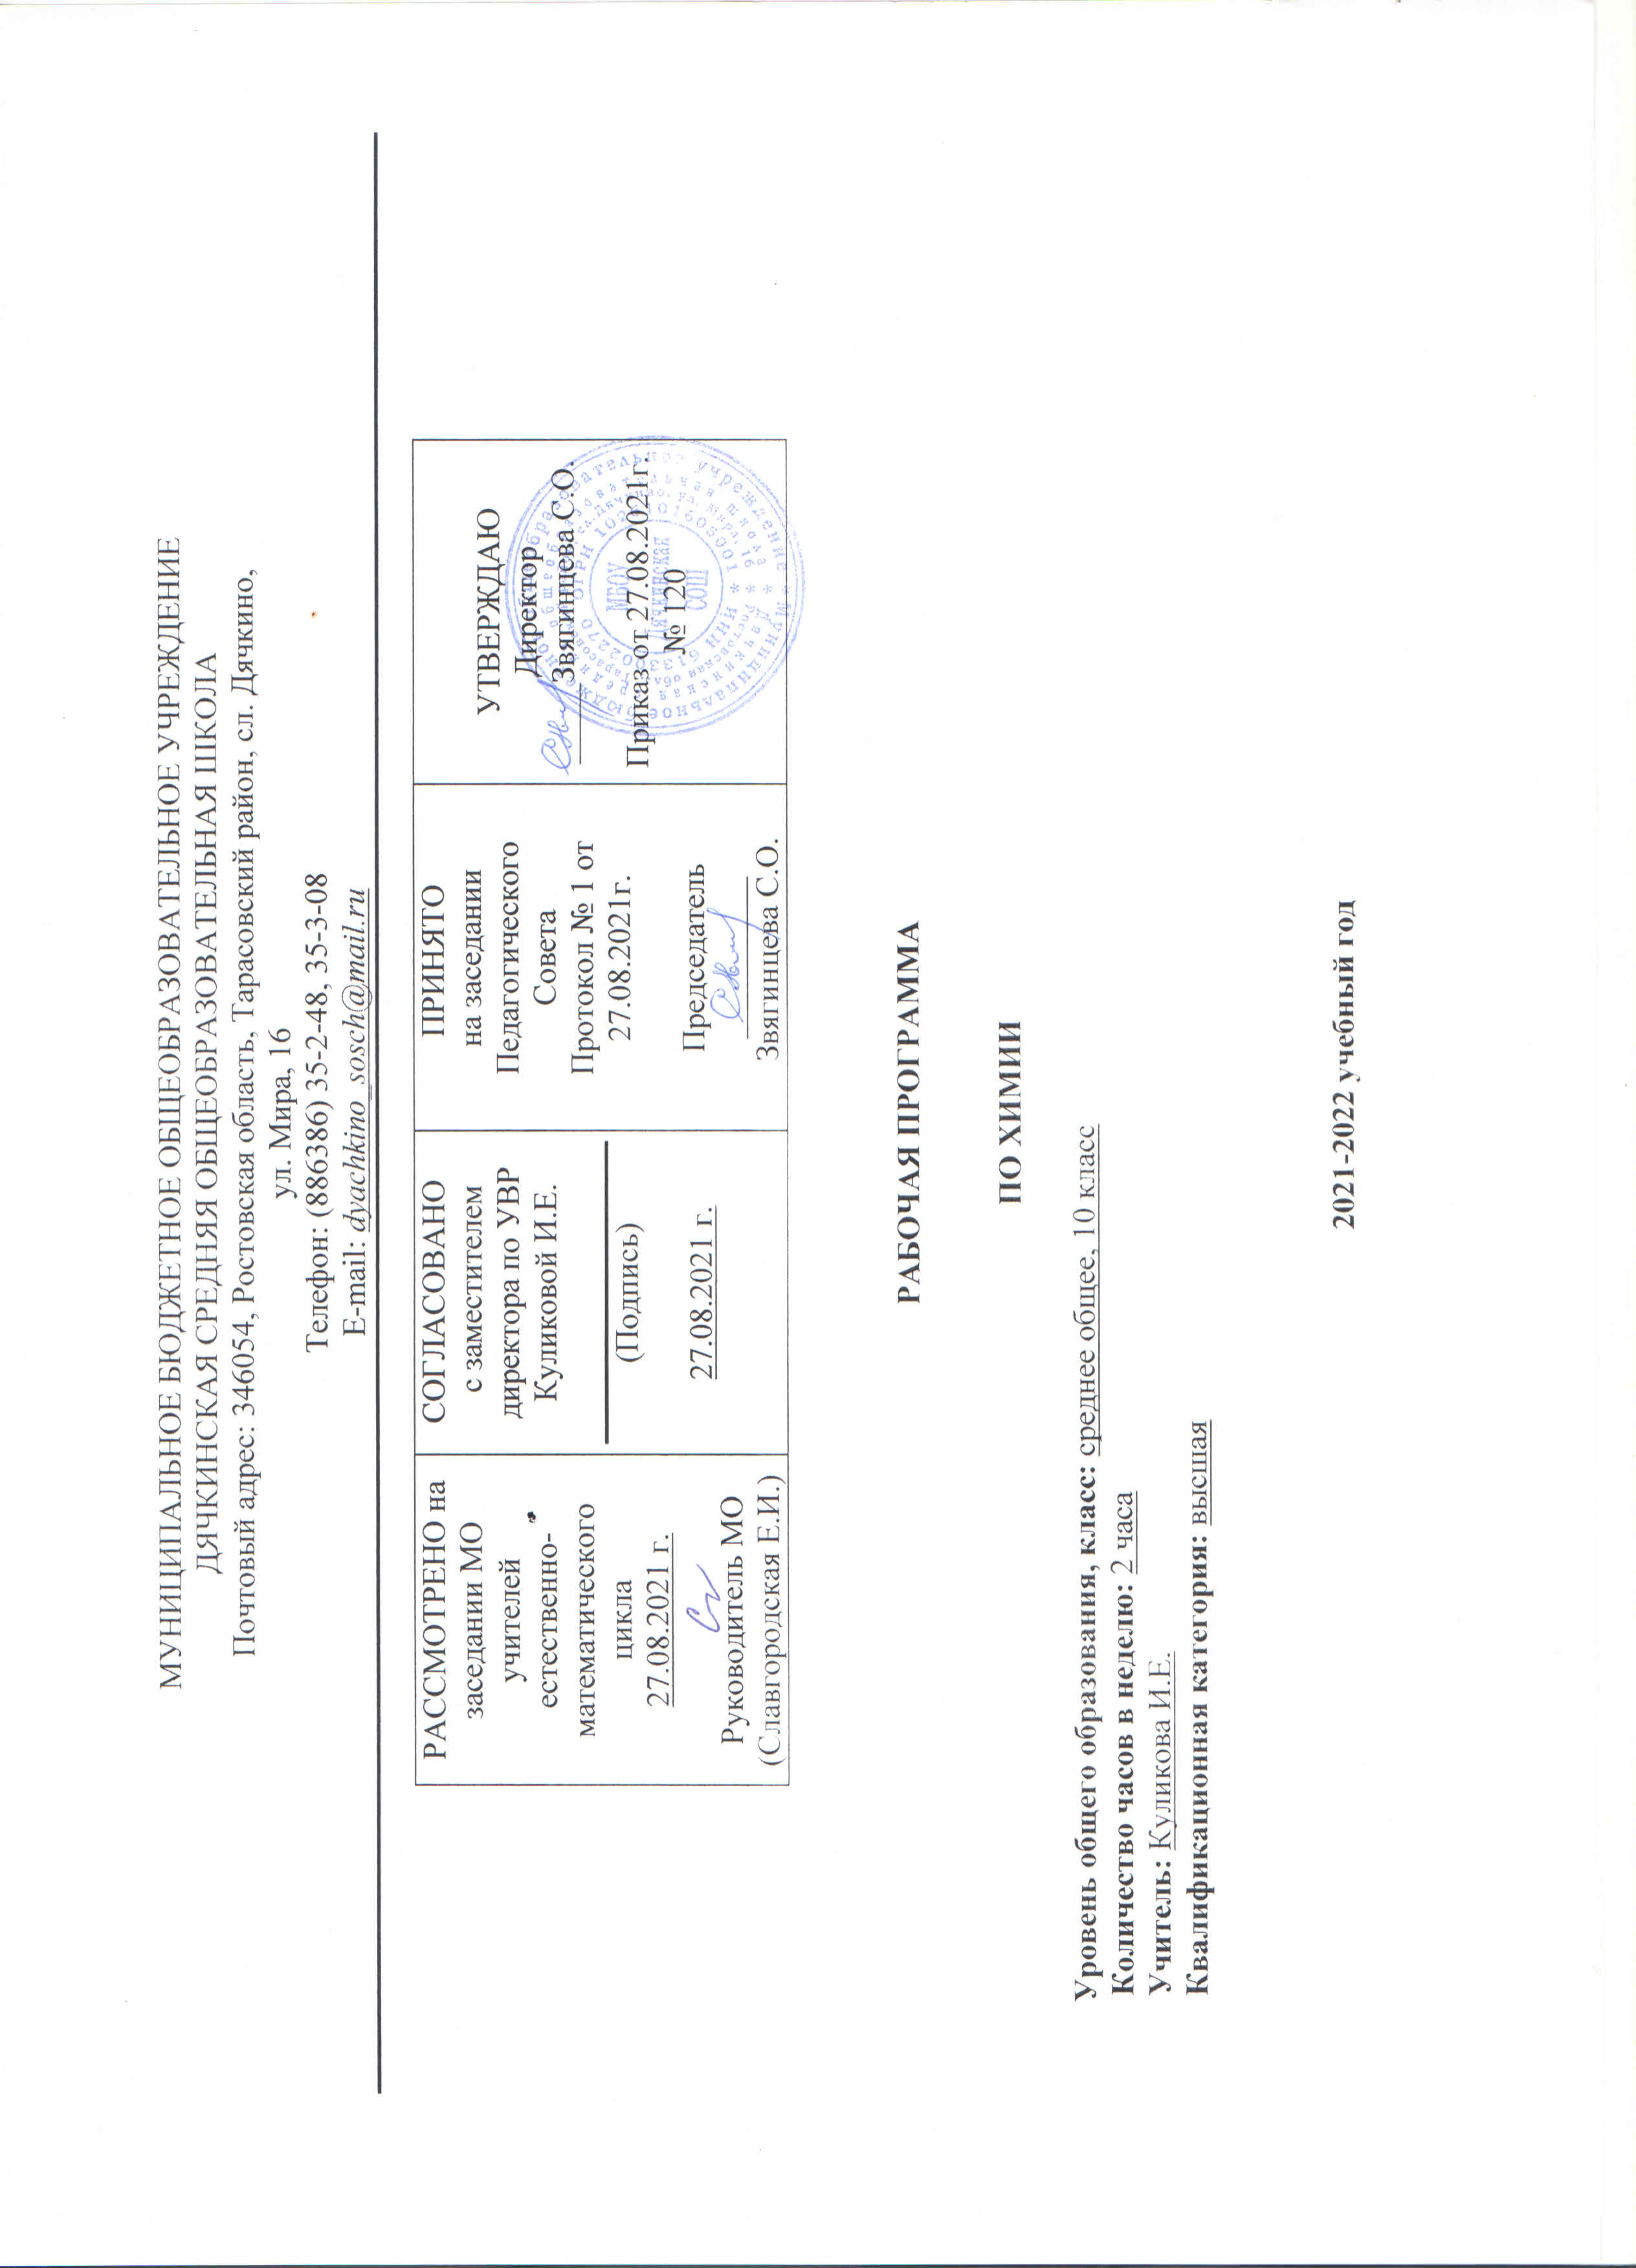 МУНИЦИПАЛЬНОЕ БЮДЖЕТНОЕ ОБЩЕОБРАЗОВАТЕЛЬНОЕ УЧРЕЖДЕНИЕ
ДЯЧКИНСКАЯ СРЕДНЯЯ ОБЩЕОБРАЗОВАТЕЛЬНАЯ ШКОЛА
Почтовый адрес: 346054, Ростовская область, Тарасовский район, сл. Дячкино,
ул. Мира, 16
Телефон: (886386) 35-2-48, 35-3-08
E-mail: dyachkino_sosch@mail.ru
РАССМОТРЕНО на
заседании МО
учителей
естественно-
математического
цикла
27.08.2021 г.
Руководитель МО
(Славгородская Е.И.)
СОГЛАСОВАНО
с заместителем
директора по УВР
Куликовой И.Е.
(Подпись)
27.08.2021 г.
ПРИНЯТО
на заседании
Педагогического
Совета
Протокол № 1 от
27.08.2021г.
Председатель
Звягинцева С.О.
УТВЕРЖДАЮ
Директор
Звягинцева С.О.
Приказ от 27.08.2021г.
№ 120
МБОУ
Дячкинская
СОШ
РАБОЧАЯ ПРОГРАММА
ПО ХИМИИ
Уровень общего образования, класс: среднее общее, 10 класс
Количество часов в неделю: 2 часа
Учитель: Куликова И.Е.
Квалификационная категория: высшая
2021-2022 учебный год